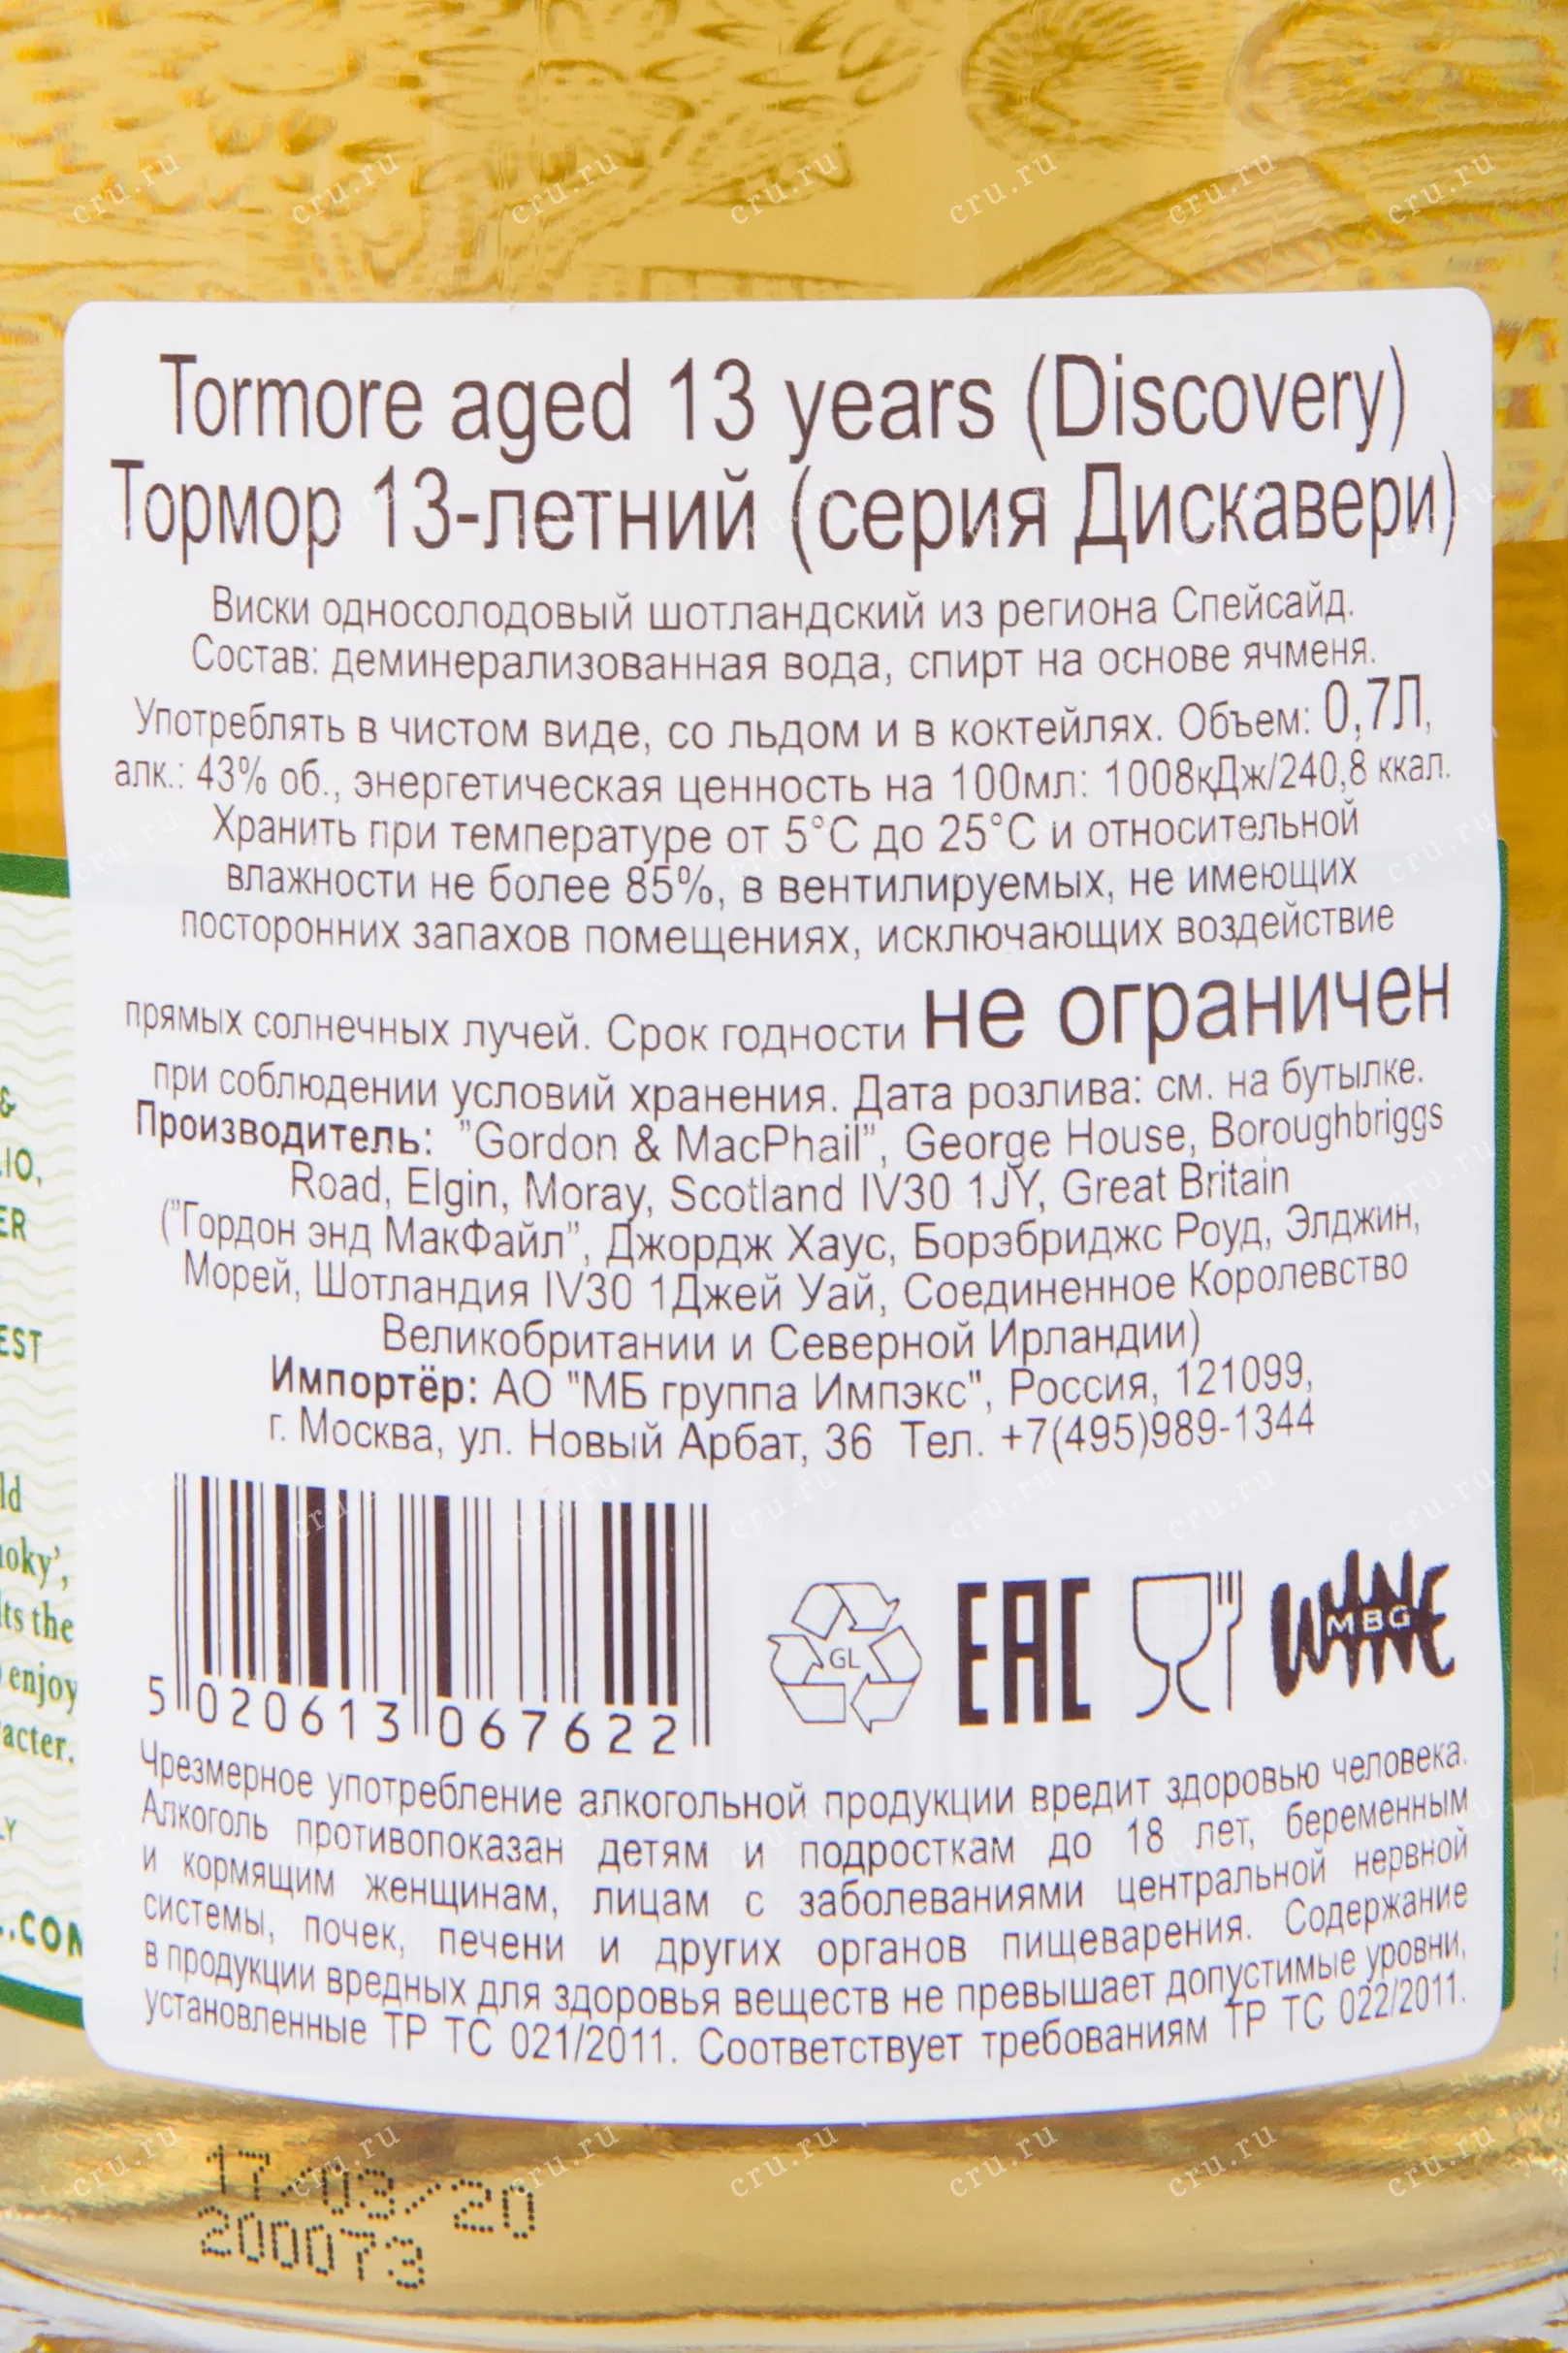 Tormore aged 13 years (Discovery)
Тормор 13-летний (серия Дискавери)
Виски односолодовый шотландский из региона Спейсайд.
Состав: деминерализованная вода, спирт на основе ячменя.
Употреблять в чистом виде, со льдом и в коктейлях. Объем: 0,7Л,
алк.: 43% об., энергетическая ценность на 100мл: 1008кДж/240,8 ккал.
Хранить при температуре от 5°С до 25°С и относительной
влажности не более 85%, в вентилируемых, не имеющих
посторонних запахов помещениях, исключающих воздействие
прямых солнечных лучей. Срок годности не ограничен
при соблюдении условий хранения. Дата розлива: см. на бутылке.
Производитель: "Gordon & MacPhail", George House, Boroughbriggs
Road, Elgin, Moray, Scotland IV30 1JY, Great Britain
("Гордон энд МакФайл", Джордж Хаус, Борэбриджс Роуд, Элджин,
Морей, Шотландия IV30 1Джей Уай, Соединенное Королевство
Великобритании и Северной Ирландии)
Импортёр: АО "МБ группа Импэкс", Россия, 121099,
г. Москва, ул. Новый Арбат, 36 Тел. +7(495)989-1344
5 020613 067622
GL
EAC
WINE
MBG
Чрезмерное употребление алкогольной продукции вредит здоровью человека.
Алкоголь противопоказан детям и подросткам до 18 лет, беременным
и кормящим женщинам, лицам с заболеваниями центральной нервной
системы, почек, печени и других органов пищеварения. Содержание
в продукции вредных для здоровья веществ не превышает допустимые уровни,
установленные ТР ТС 021/2011. Соответствует требованиям ТР ТС 022/2011.
17/03/20
200073
&
the
enjoy
cru.ru